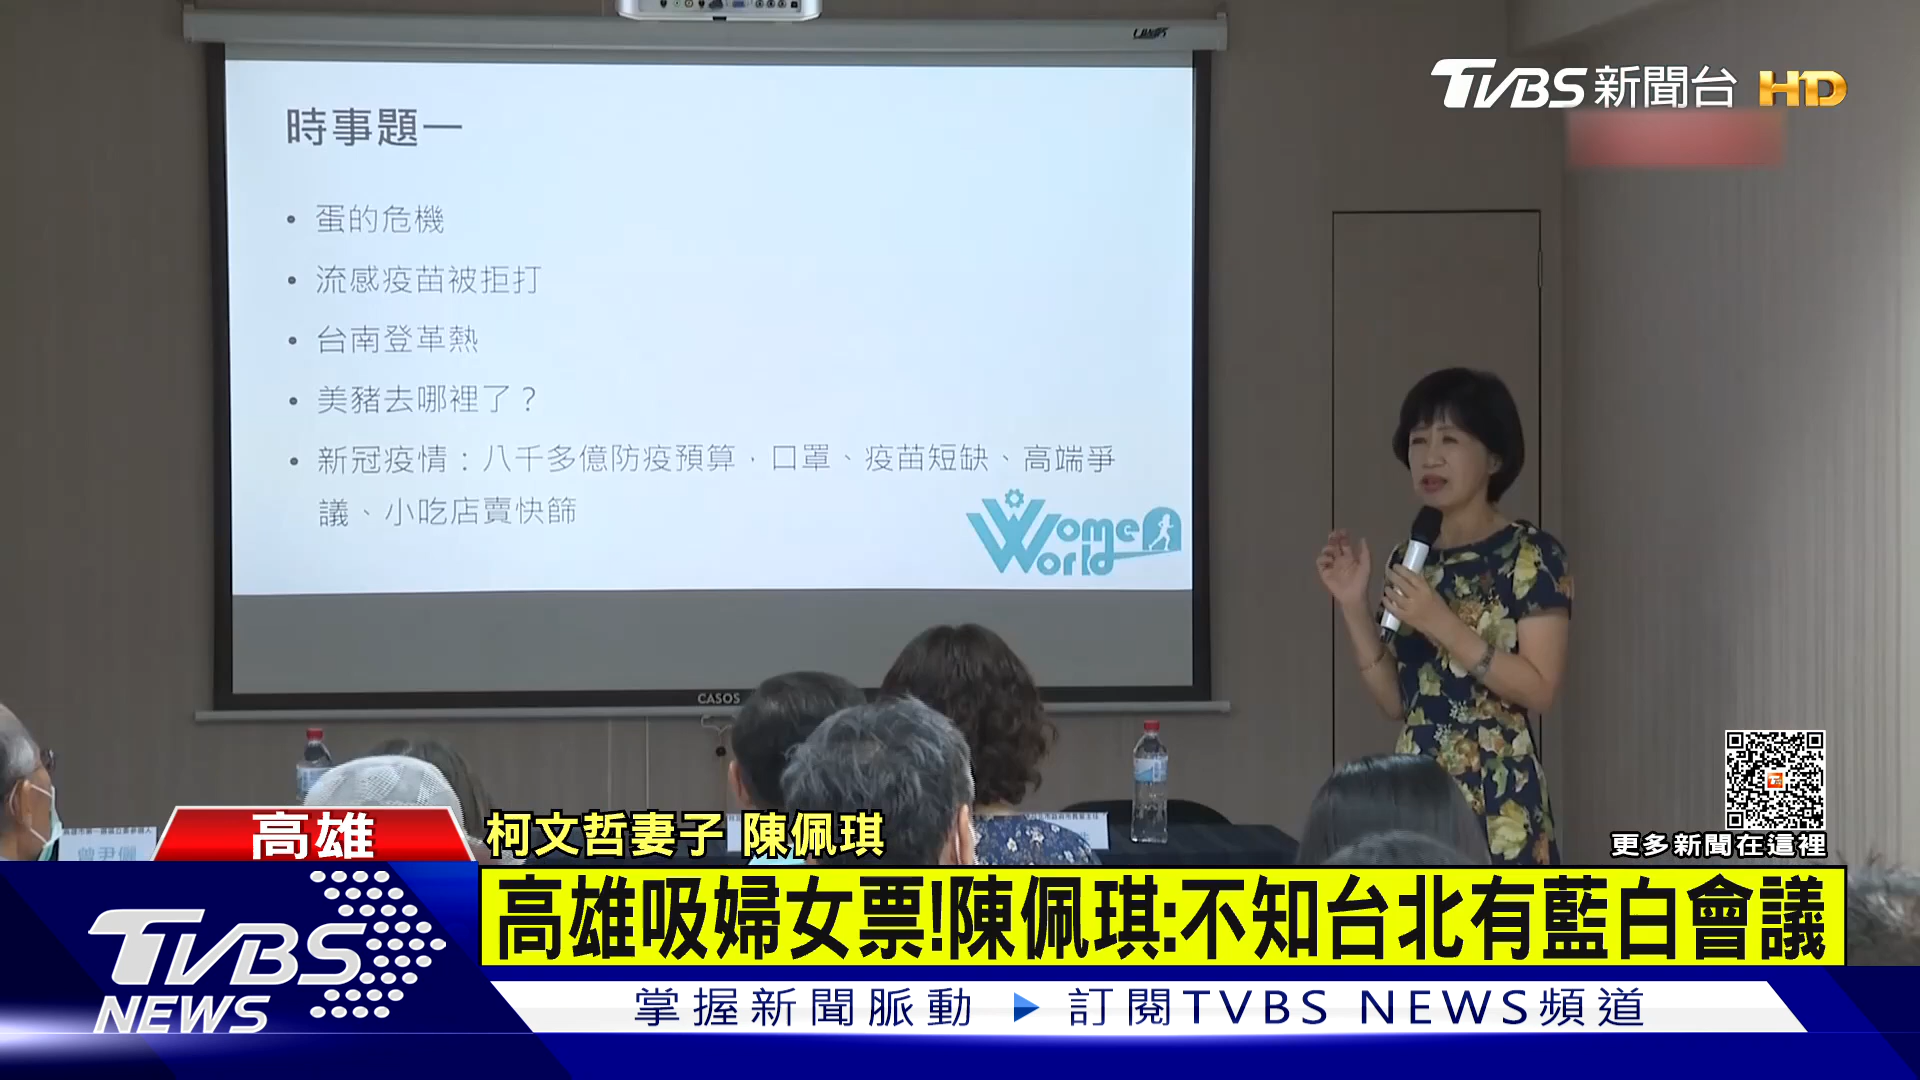 TVBS新聞台 HD
時事題一
• 蛋的危機
• 流感疫苗被拒打
• 台南登革熱
• 美豬去哪裡了？
• 新冠疫情：八千多億防疫預算，口罩、疫苗短缺、高端爭
議、小吃店賣快篩
Women
World
CASOS
更多新聞在這裡
曾尹儷
高雄
柯文哲妻子 陳佩琪
高雄吸婦女票!陳佩琪:不知台北有藍白會議
TVBS
NEWS
掌握新聞脈動 ▶ 訂閱TVBS NEWS頻道